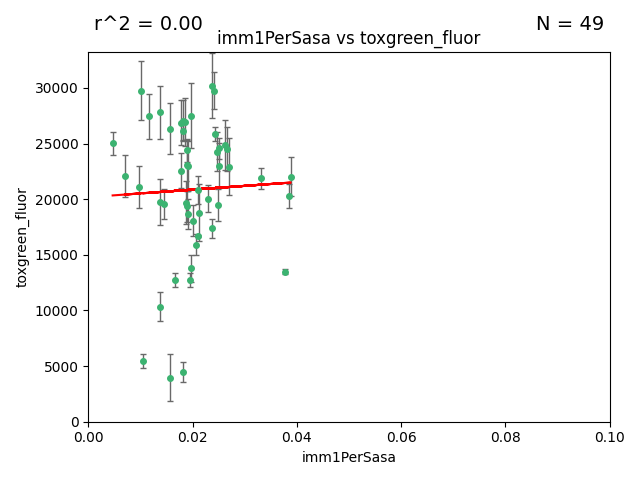 r^2 = 0.00
N = 49
imm1PerSasa vs toxgreen_fluor
30000
25000
20000
15000
10000
5000
0
toxgreen_fluor
0.00
0.02
0.04
0.06
0.08
0.10
imm1PerSasa